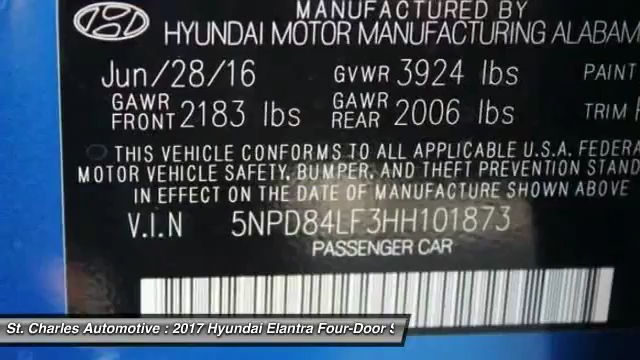 MANUFACTURED BY
HYUNDAI MOTOR MANUFACTURING ALABAM
Jun/28/16 GVWR 3924 lbs PAINT
GAWR FRONT 2183 lbs GAWR REAR 2006 lbs TRIM
THIS VEHICLE CONFORMS TO ALL APPLICABLE U.S.A. FEDERA
MOTOR VEHICLE SAFETY, BUMPER, AND THEFT PREVENTION STAND
IN EFFECT ON THE DATE OF MANUFACTURE SHOWN ABOVE
V.I.N 5NPD84LF3HH101873
PASSENGER CAR
St. Charles Automotive : 2017 Hyundai Elantra Four-Door S